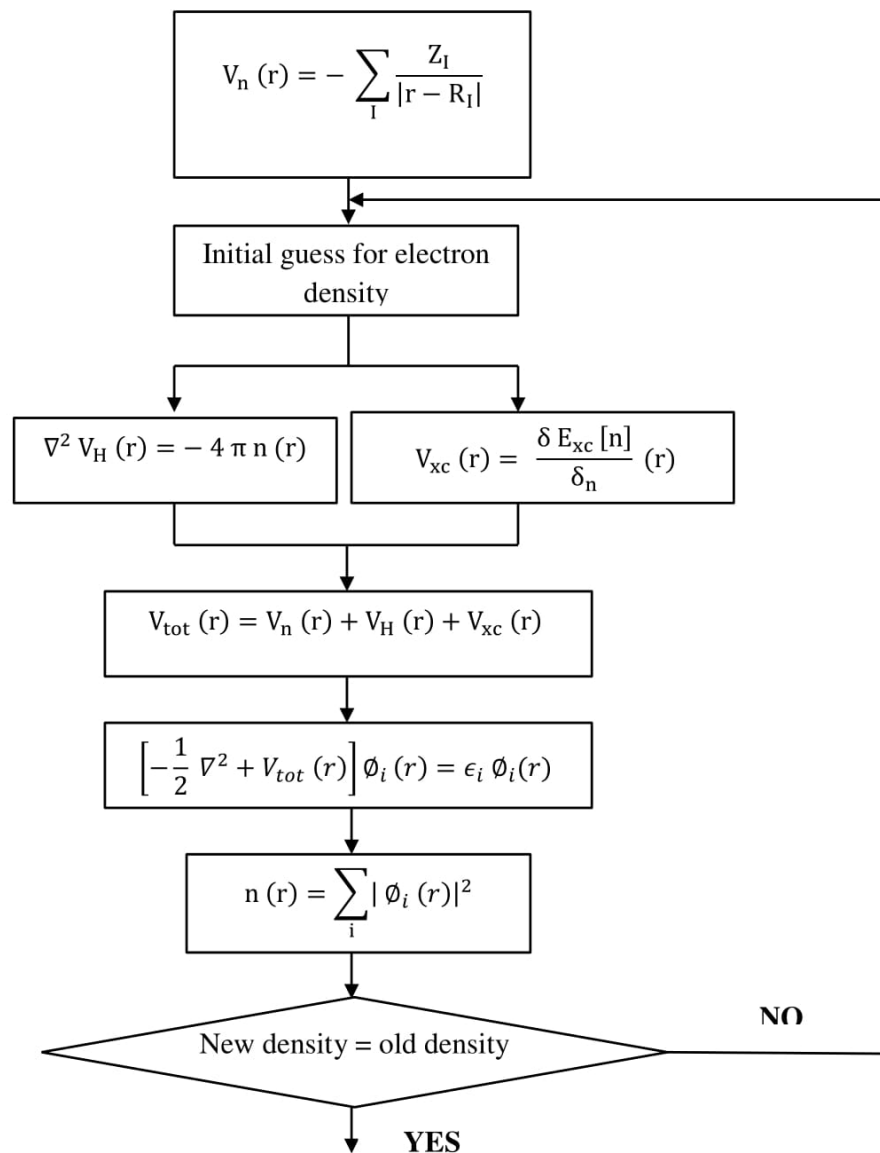 V_n (r) = − ∑_I Z_I / |r − R_I|
Initial guess for electron
density
∇² V_H (r) = − 4 π n (r)
V_xc (r) = δ E_xc [n] / δ_n (r)
V_tot (r) = V_n (r) + V_H (r) + V_xc (r)
[−1/2 ∇² + V_tot (r)] ∅_i (r) = ϵ_i ∅_i(r)
n (r) = ∑_i | ∅_i (r)|²
NO
New density = old density
YES